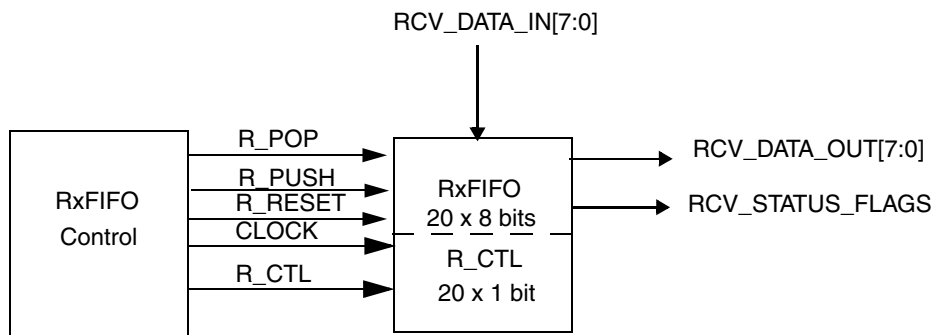 RCV_DATA_IN[7:0]
RxFIFO
Control
R_POP
R_PUSH
R_RESET
CLOCK
R_CTL
RxFIFO
20 x 8 bits
R_CTL
20 x 1 bit
RCV_DATA_OUT[7:0]
RCV_STATUS_FLAGS